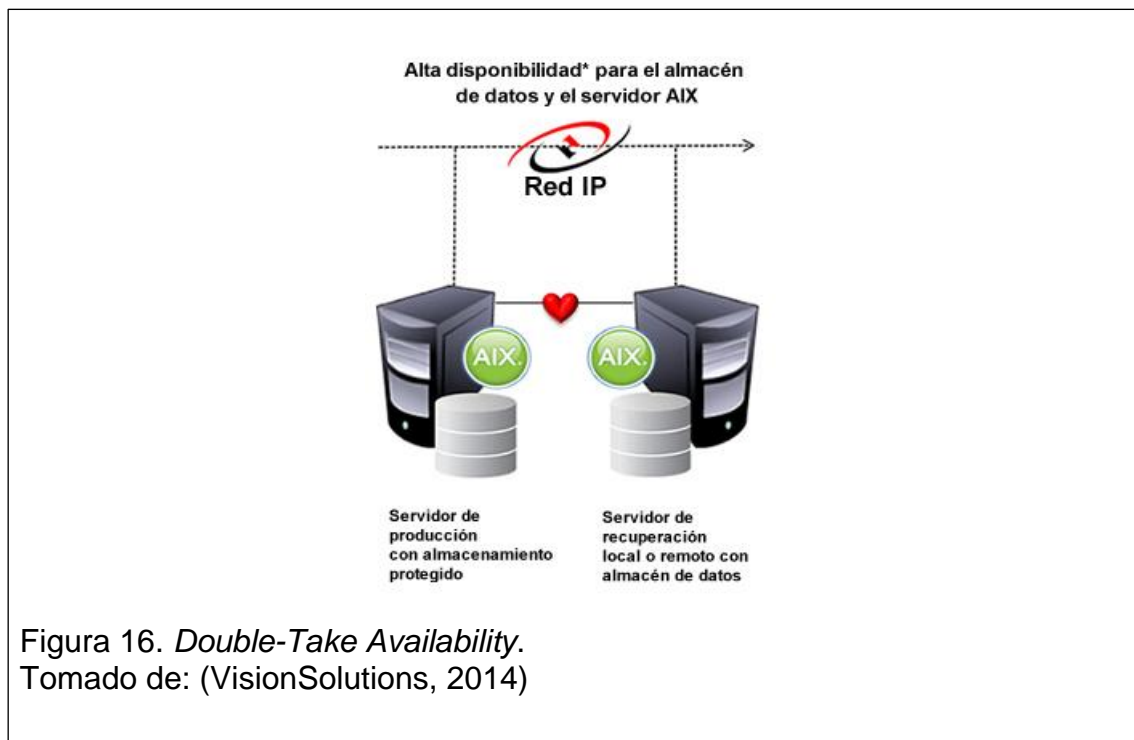 Alta disponibilidad* para el almacén
de datos y el servidor AIX
Red IP
AIX.
AIX.
Servidor de
producción
con almacenamiento
protegido
Servidor de
recuperación
local o remoto con
almacén de datos
Figura 16. Double-Take Availability.
Tomado de: (VisionSolutions, 2014)